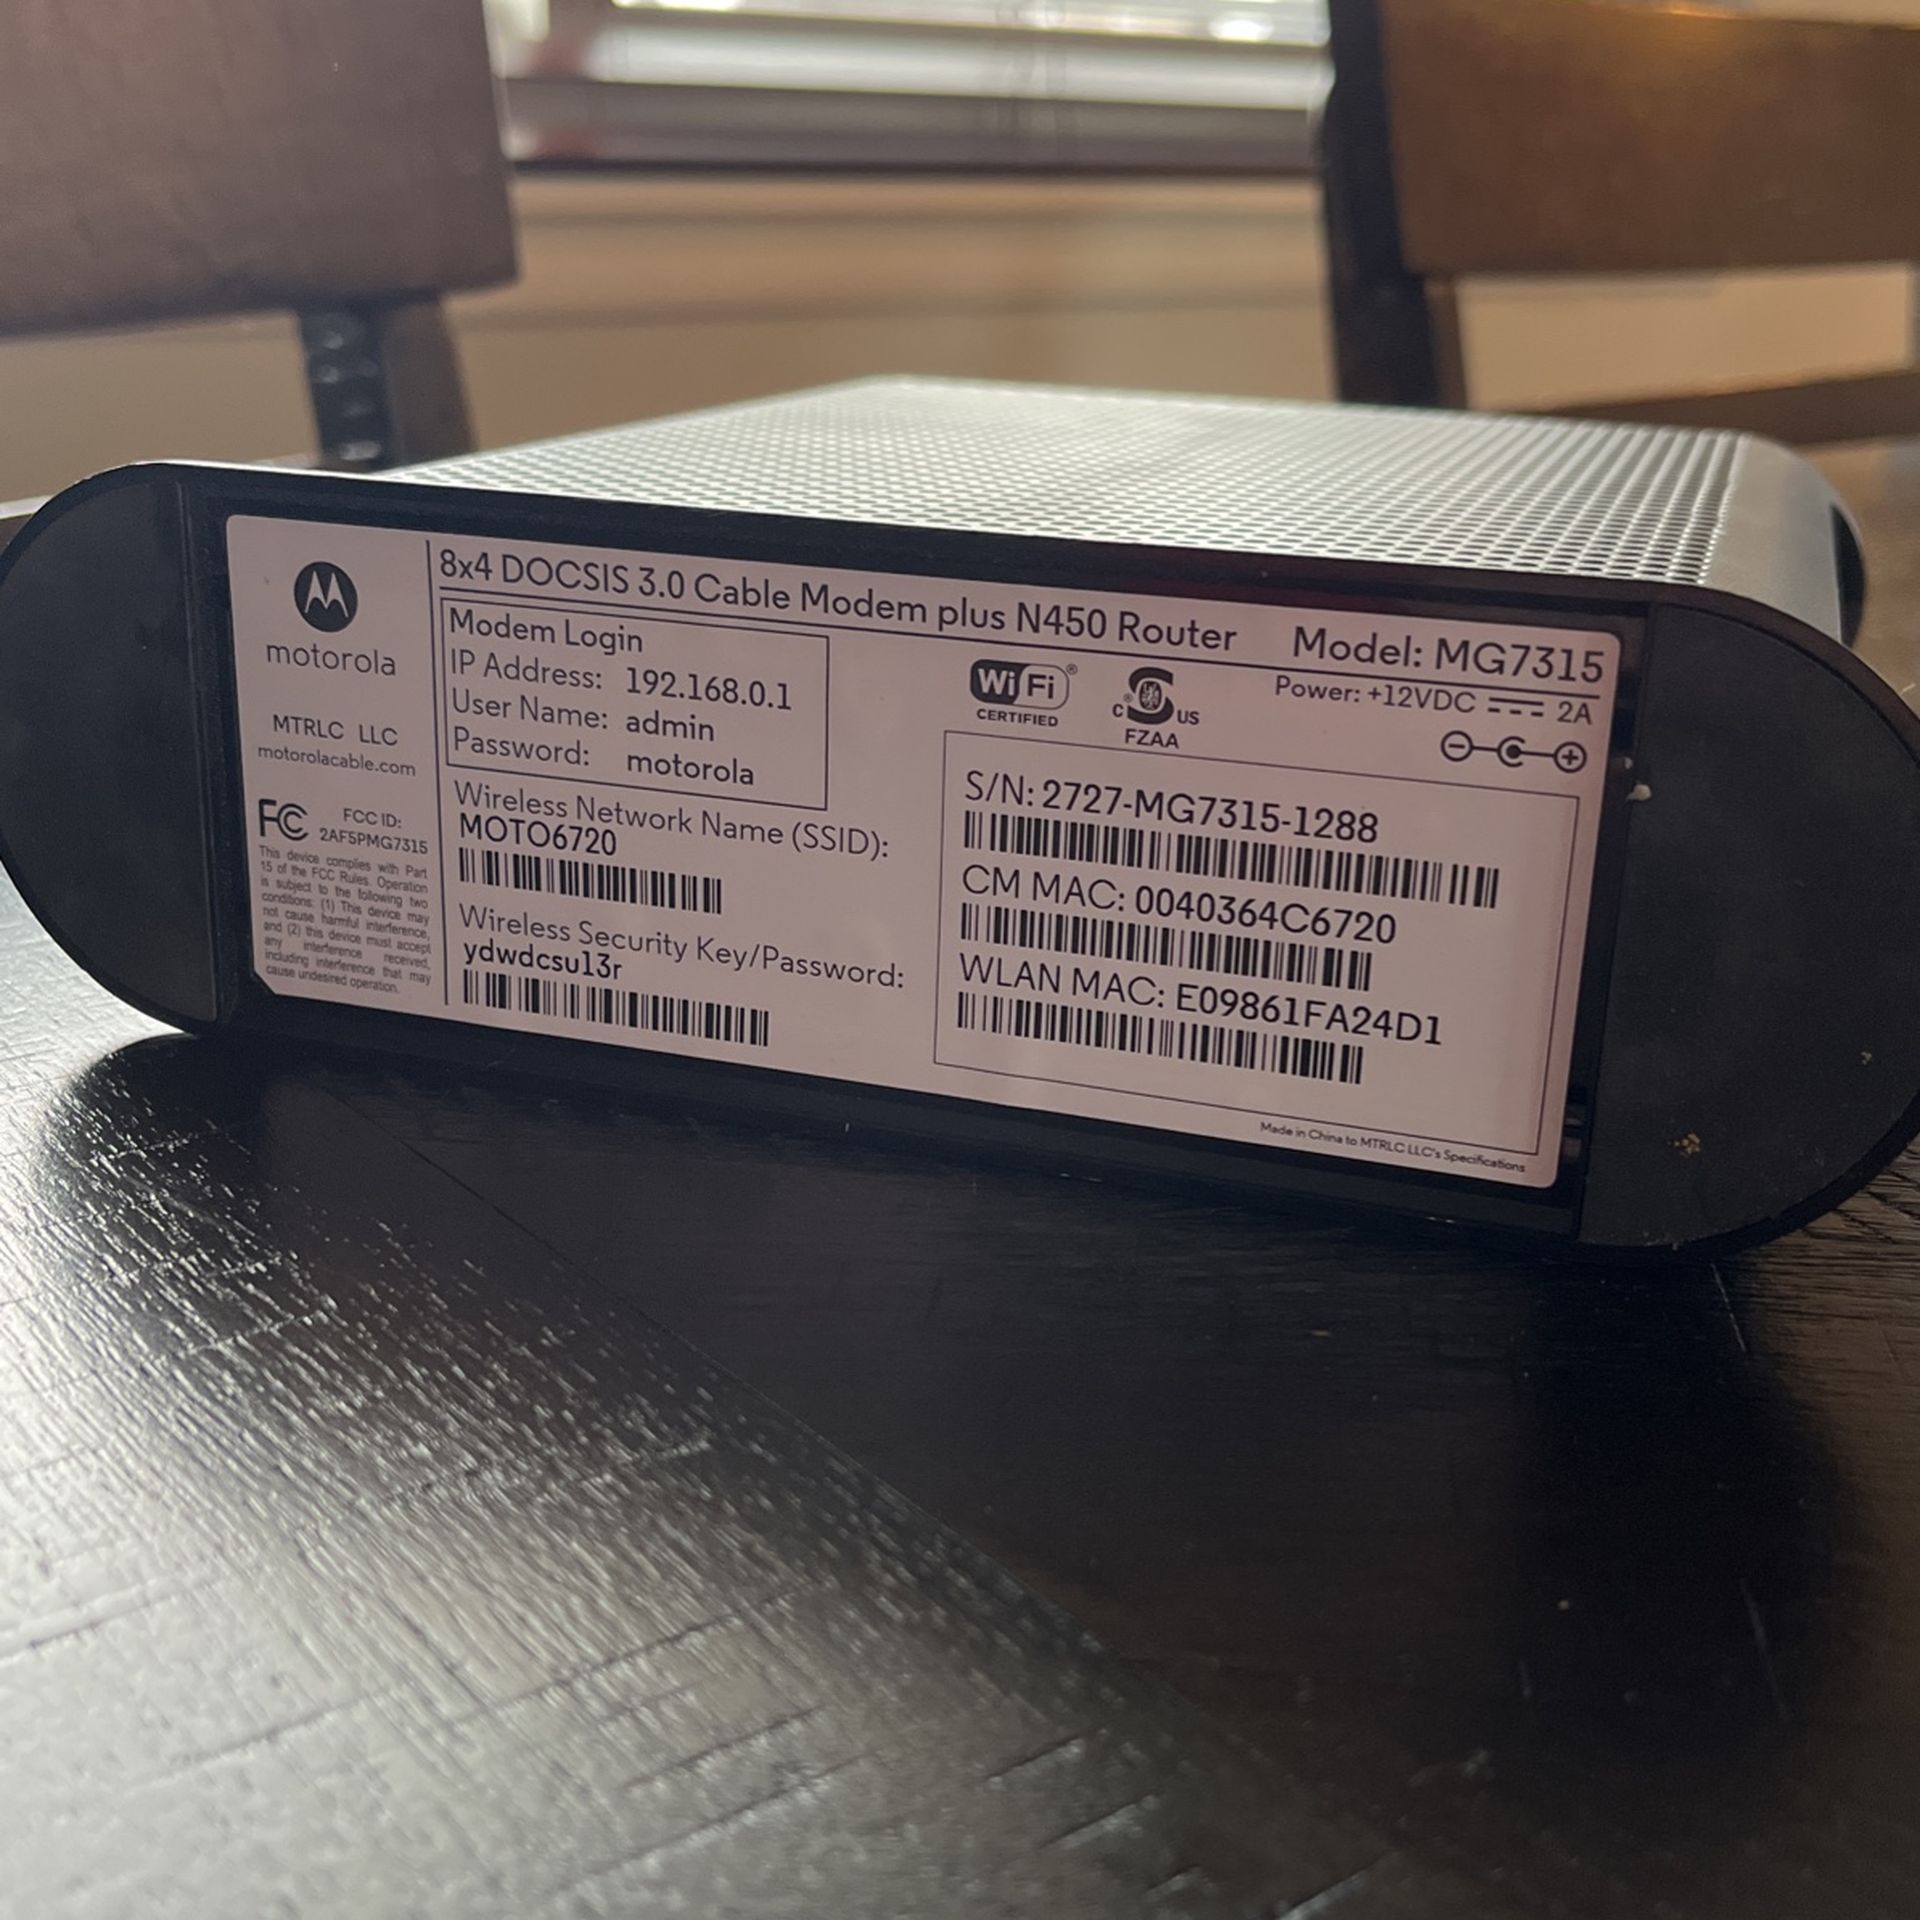 motorola
MTRLC LLC
motorolacable.com
FC FCC ID:
2AF5PMG7315
This device complies with Part
15 of the FCC Rules. Operation
is subject to the following two
conditions: (1) This device may
not cause harmful interference,
and (2) this device must accept
any interference received,
including interference that may
cause undesired operation.
8x4 DOCSIS 3.0 Cable Modem plus N450 Router Model: MG7315
Modem Login
IP Address: 192.168.0.1
User Name: admin
Password: motorola
Wireless Network Name (SSID):
MOTO6720
Wireless Security Key/Password:
ydwdcsu13r
Wi Fi ®
CERTIFIED
C ® US
FZAA
Power: +12VDC 2A
S/N: 2727-MG7315-1288
CM MAC: 0040364C6720
WLAN MAC: E09861FA24D1
Made in China to MTRLC LLC's Specifications